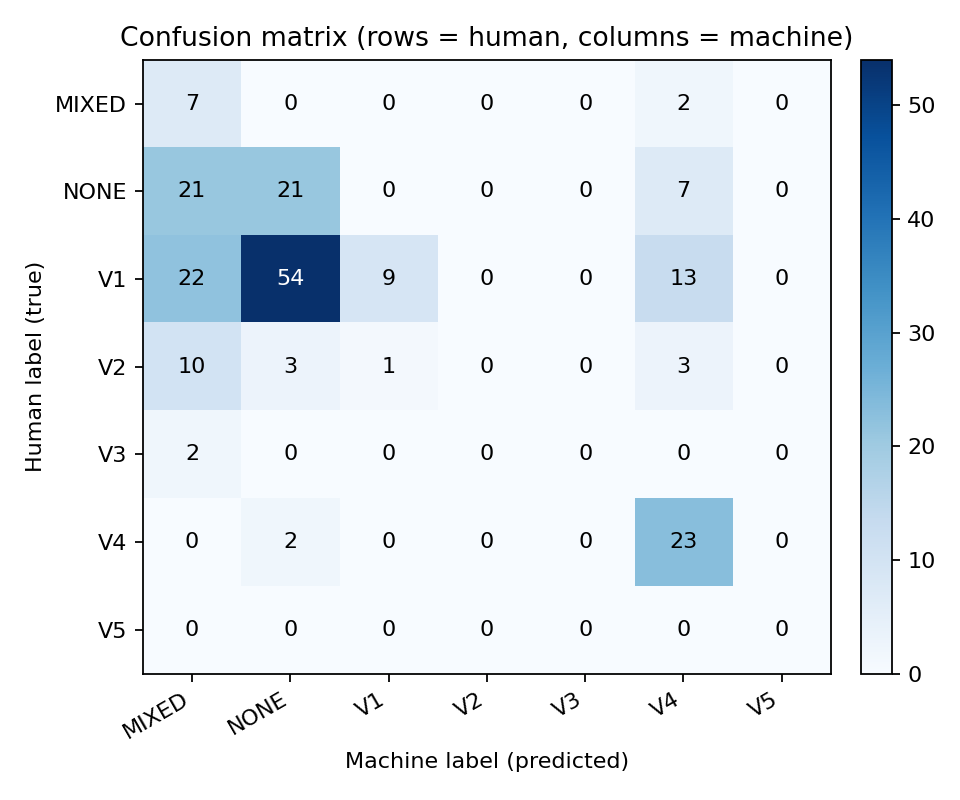 Confusion matrix (rows = human, columns = machine)
MIXED 7 0 0 0 0 2 0
NONE 21 21 0 0 0 7 0
V1 22 54 9 0 0 13 0
V2 10 3 1 0 0 3 0
V3 2 0 0 0 0 0 0
V4 0 2 0 0 0 23 0
V5 0 0 0 0 0 0 0
MIXED NONE V1 V2 V3 V4 V5
Machine label (predicted)
Human label (true)
50
40
30
20
10
0